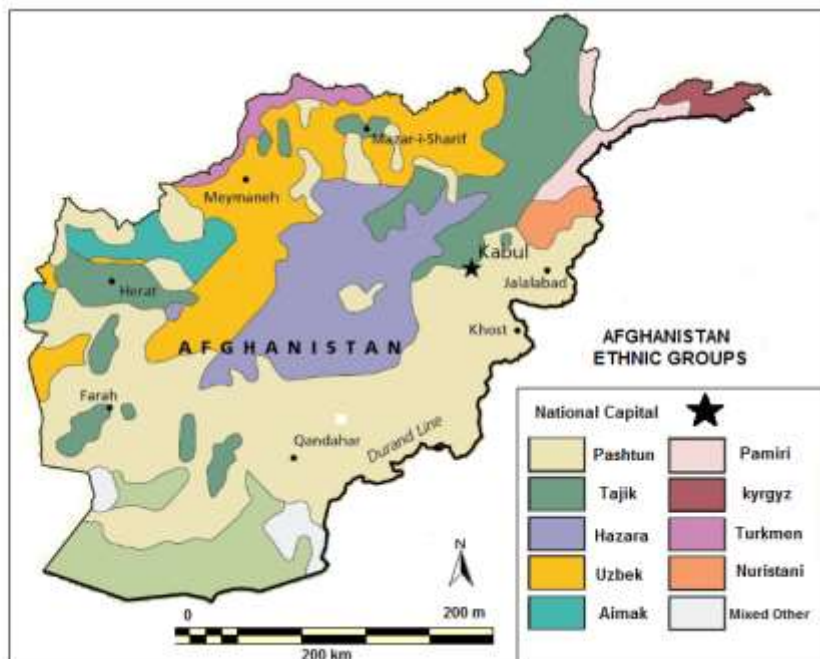 Mazar-i-Sharif
Meymaneh
Kabul
Herat
Jalalabad
Khost
AFGHANISTAN
AFGHANISTAN
ETHNIC GROUPS
Farah
Qandahar
Durand Line
National Capital
Pashtun
Pamiri
Tajik
kyrgyz
Hazara
Turkmen
Uzbek
Nuristani
Aimak
Mixed Other
N
0
200 m
200 km